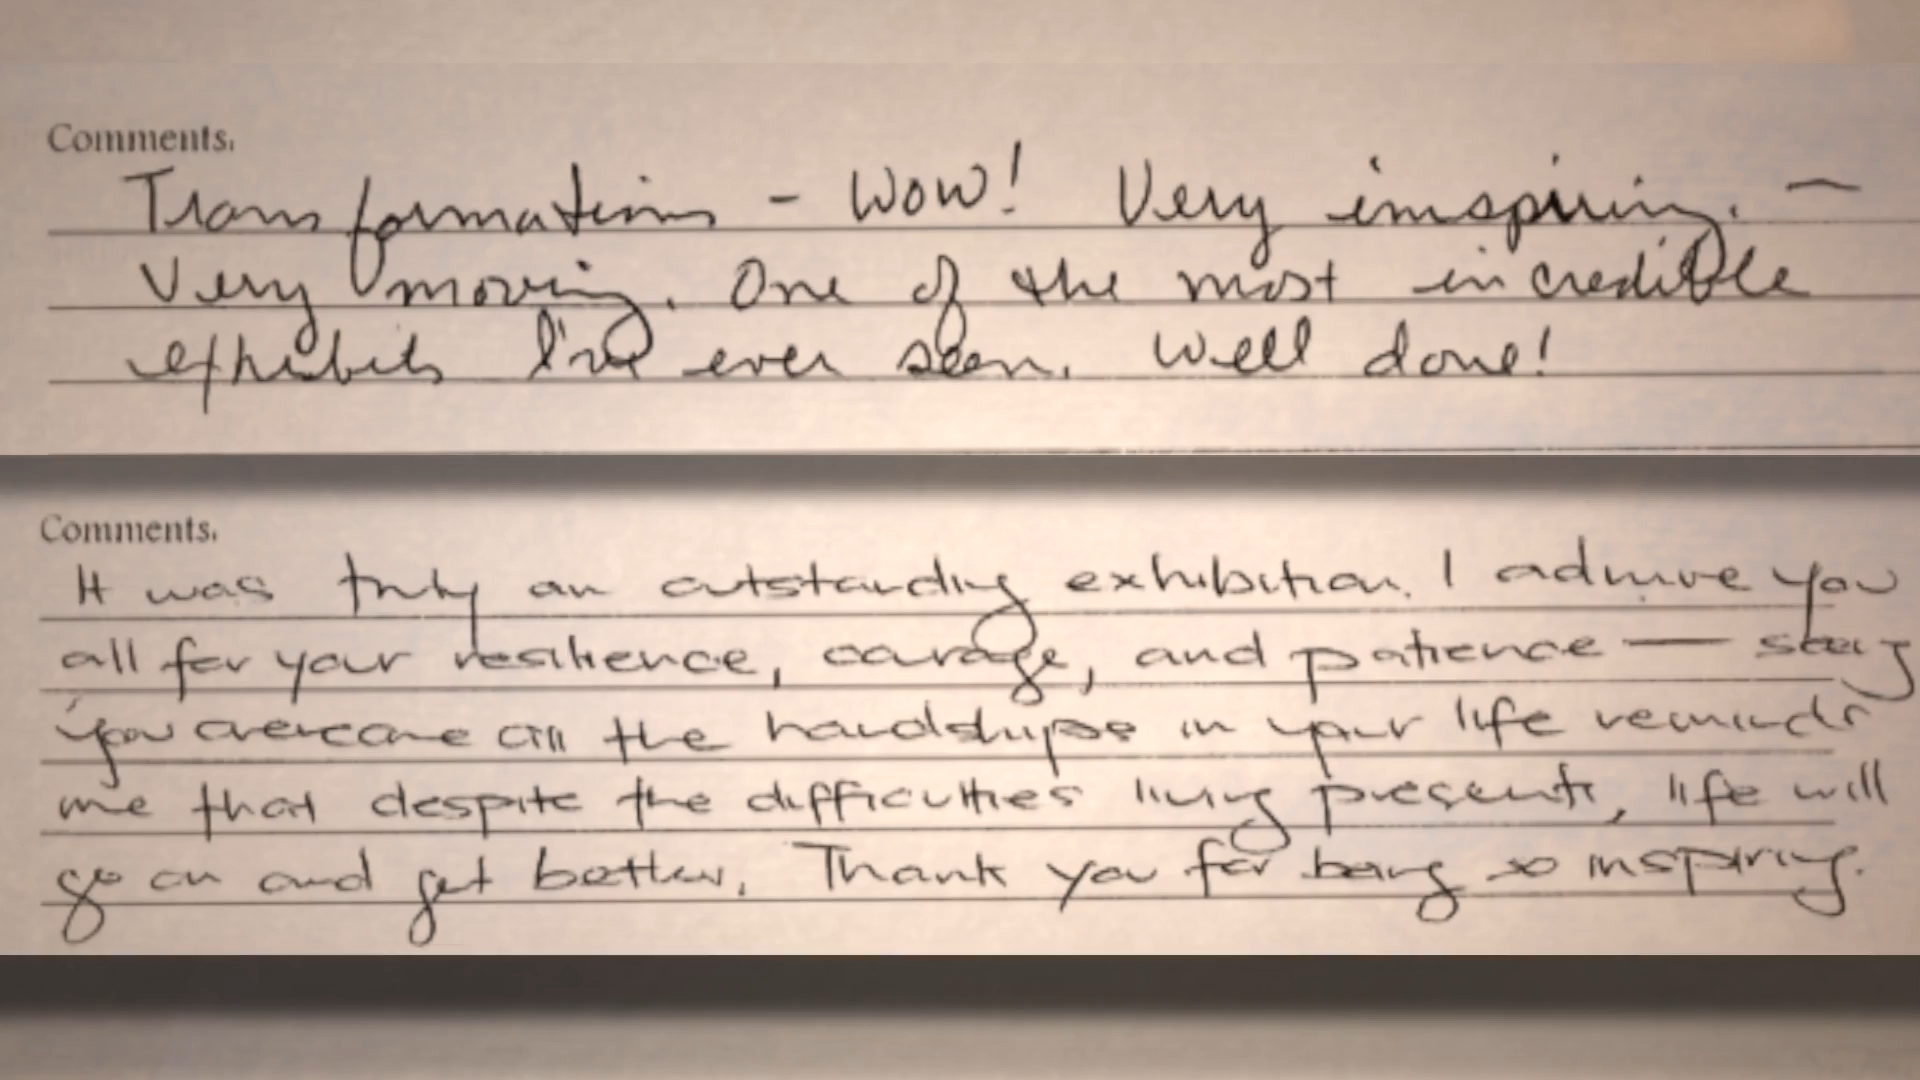 Comments:
Transformations - Wow! Very inspiring. —
Very moving. One of the most incredible
exhibits I've ever seen. Well done!
Comments:
It was truly an outstanding exhibition. I admire you
all for your resilience, courage, and patience — seeing
you overcome all the hardships in your life reminds
me that despite the difficulties living presents, life will
go on and get better. Thank you for being so inspiring.